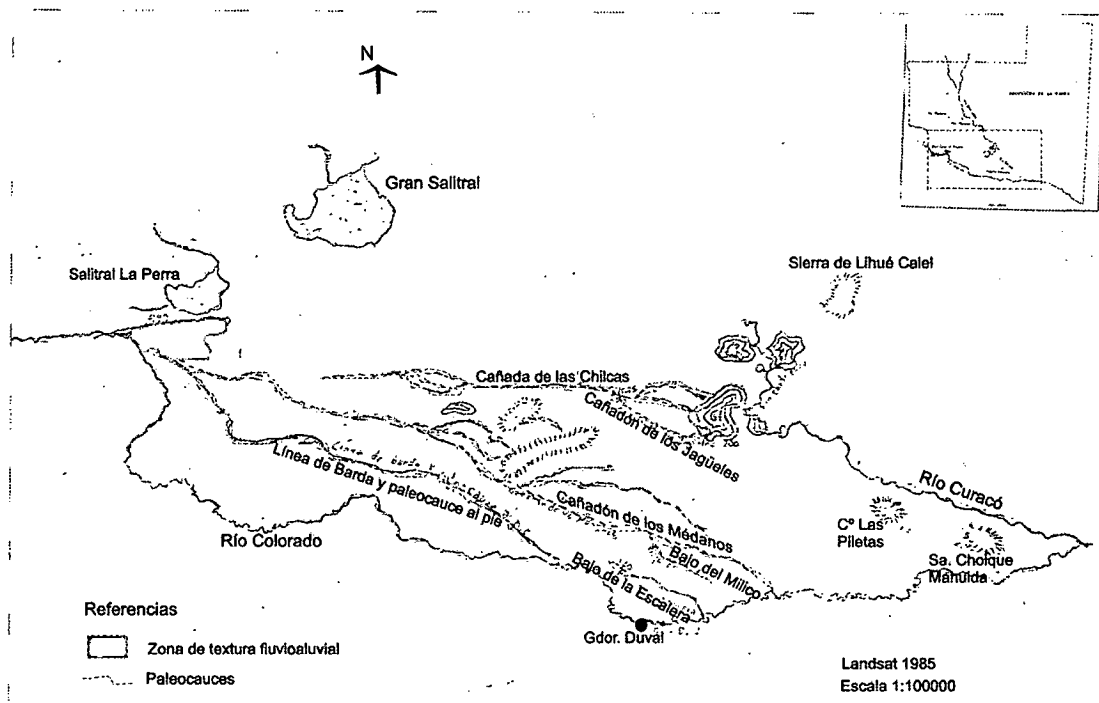 N
Gran Salitral
Salitral La Perra
Sierra de Lihué Calel
Cañada de las Chilcas
Cañadón de los Jagüeles
Línea de Barda y paleocauce al pie
Río Curacó
Cañadón de los Médanos
Cº Las
Piletas
Río Colorado
Bajo del Milico
Sa. Choique
Mahuida
Bajo de la Escalera
Gdor. Duval
Referencias
Zona de textura fluvioaluvial
Paleocauces
Landsat 1985
Escala 1:100000